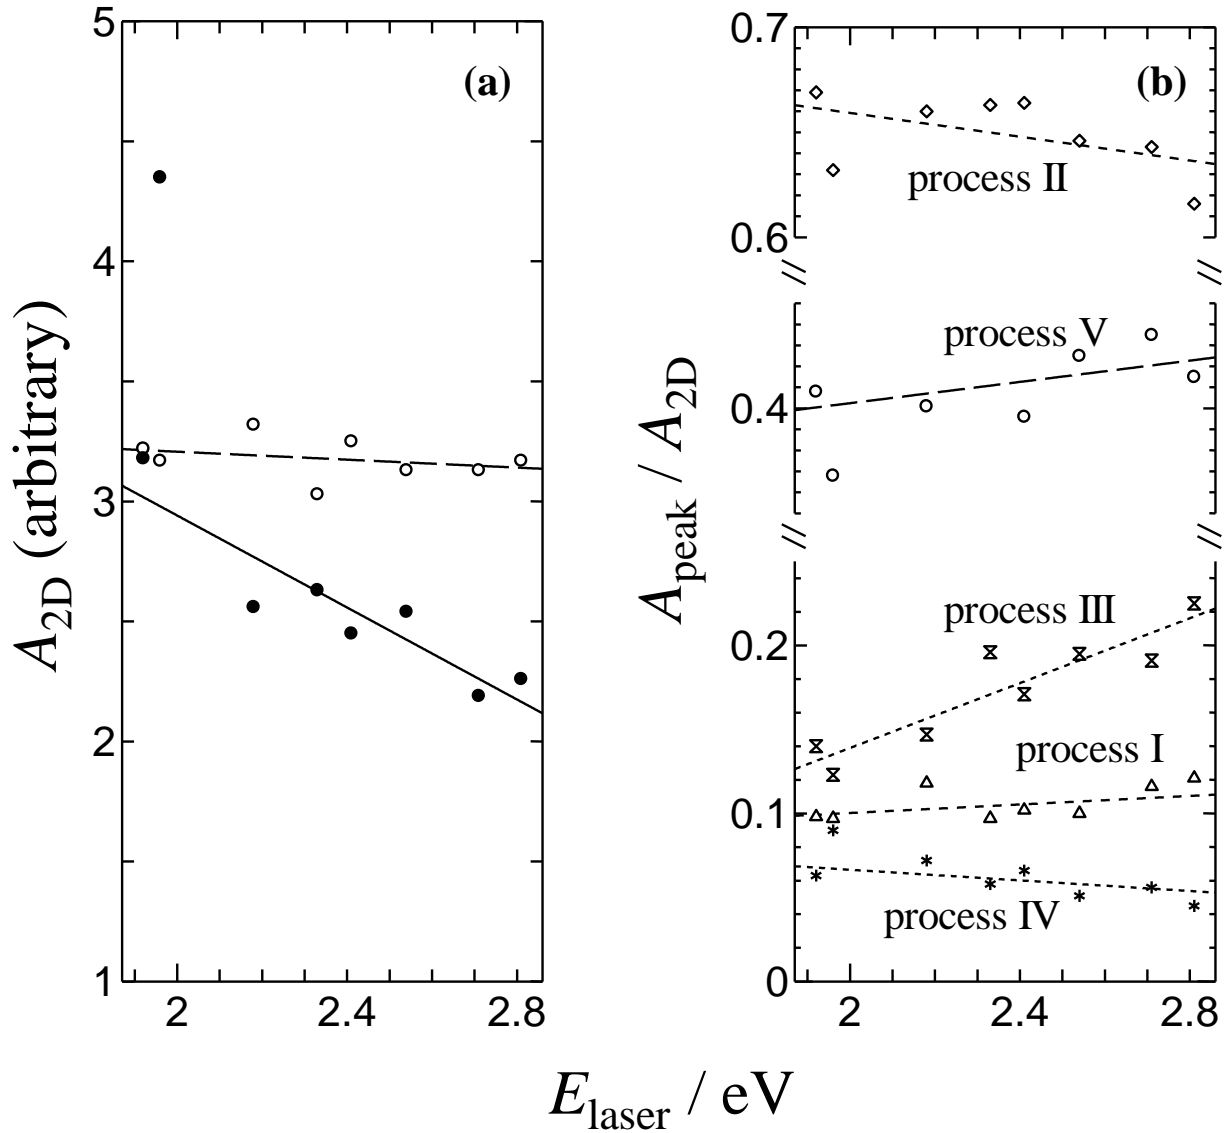 (a)
5
4
3
2
1
2
2.4
2.8
A2D (arbitrary)
(b)
0.7
process II
0.6
process V
0.4
process III
0.2
process I
0.1
process IV
0
2
2.4
2.8
Apeak / A2D
Elaser / eV